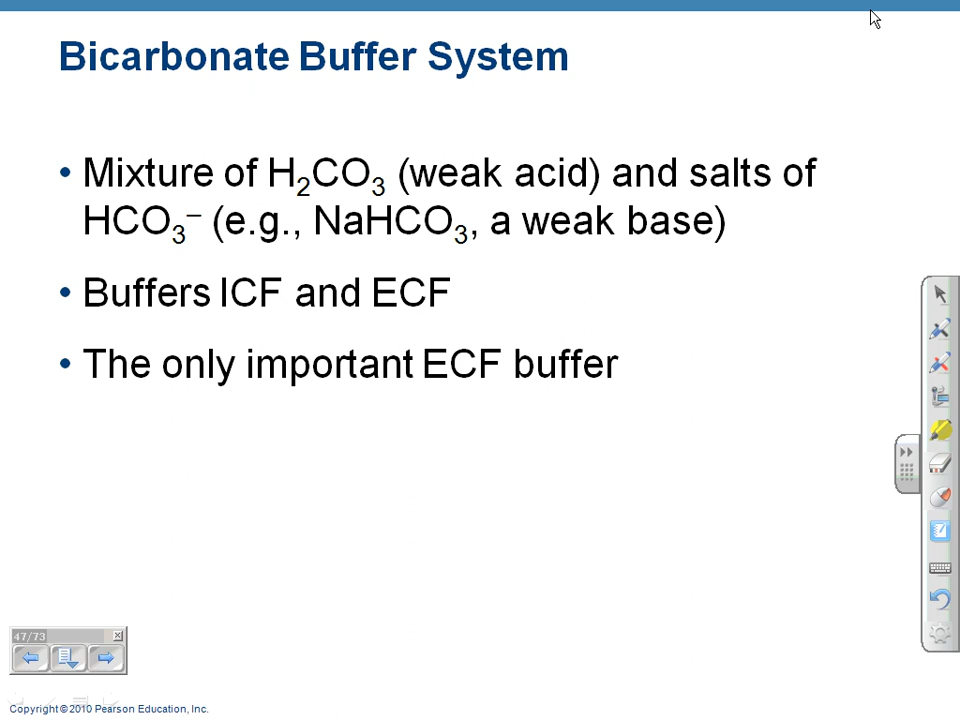 Bicarbonate Buffer System
• Mixture of H₂CO₃ (weak acid) and salts of
HCO₃⁻ (e.g., NaHCO₃, a weak base)
• Buffers ICF and ECF
• The only important ECF buffer
47/73
Copyright © 2010 Pearson Education, Inc.